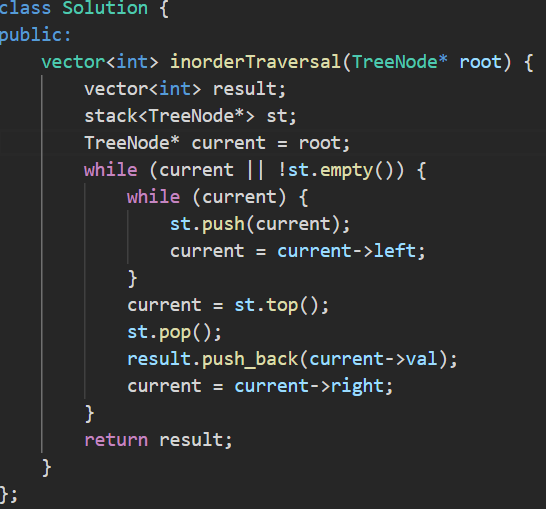 class Solution {
public:
    vector<int> inorderTraversal(TreeNode* root) {
        vector<int> result;
        stack<TreeNode*> st;
        TreeNode* current = root;
        while (current || !st.empty()) {
            while (current) {
                st.push(current);
                current = current->left;
            }
            current = st.top();
            st.pop();
            result.push_back(current->val);
            current = current->right;
        }
        return result;
    }
};